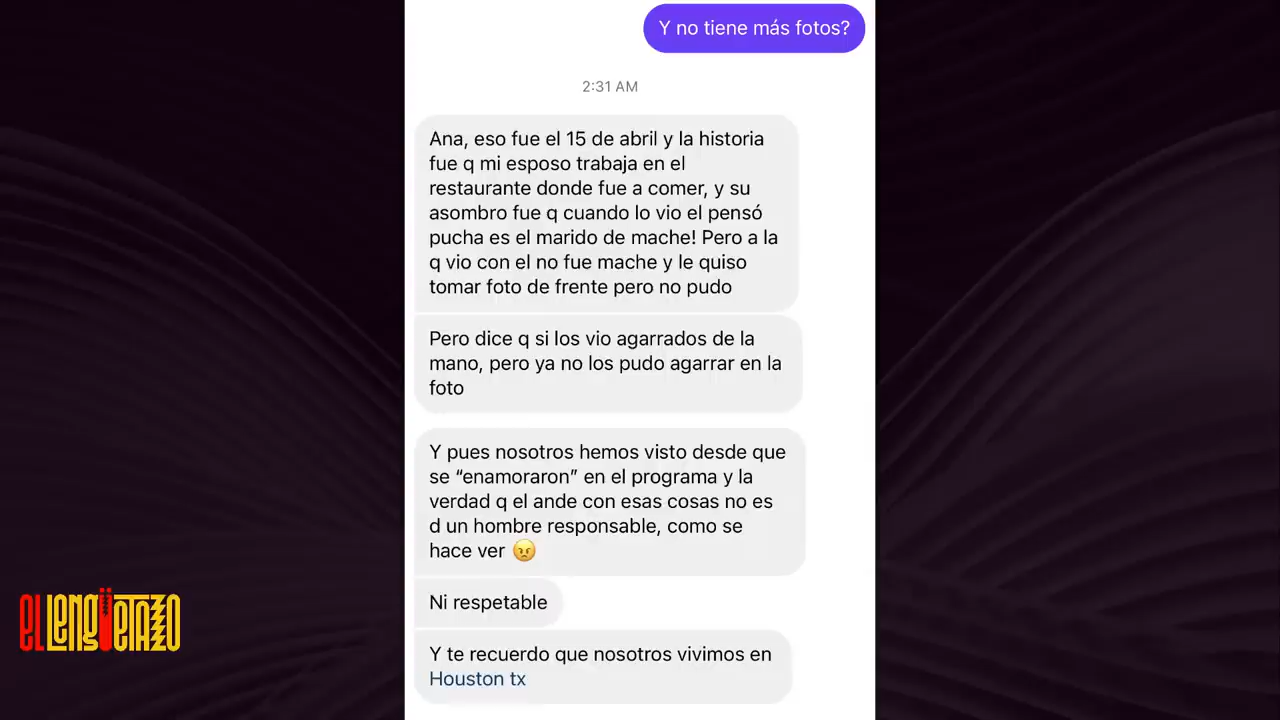 Y no tiene más fotos?
2:31 AM
Ana, eso fue el 15 de abril y la historia
fue q mi esposo trabaja en el
restaurante donde fue a comer, y su
asombro fue q cuando lo vio el pensó
pucha es el marido de mache! Pero a la
q vio con el no fue mache y le quiso
tomar foto de frente pero no pudo
Pero dice q si los vio agarrados de la
mano, pero ya no los pudo agarrar en la
foto
Y pues nosotros hemos visto desde que
se “enamoraron” en el programa y la
verdad q el ande con esas cosas no es
d un hombre responsable, como se
hace ver 😠
Ni respetable
Y te recuerdo que nosotros vivimos en
Houston tx
EL LENGÜETAZO